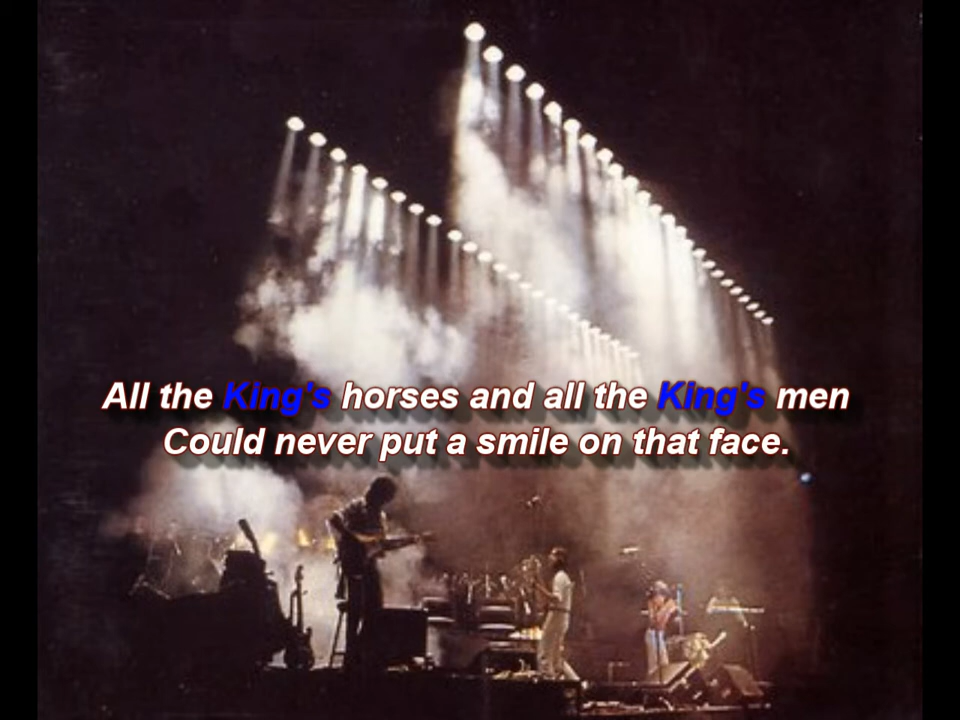 All the King's horses and all the King's men
Could never put a smile on that face.